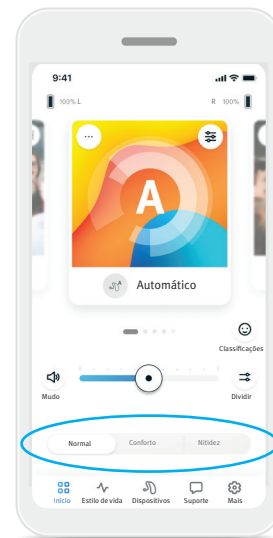 9:41
100% L
R 100%
A
Automático
Classificações
Mudo
Dividir
Normal
Conforto
Nitidez
Início
Estilo de vida
Dispositivos
Suporte
Mais